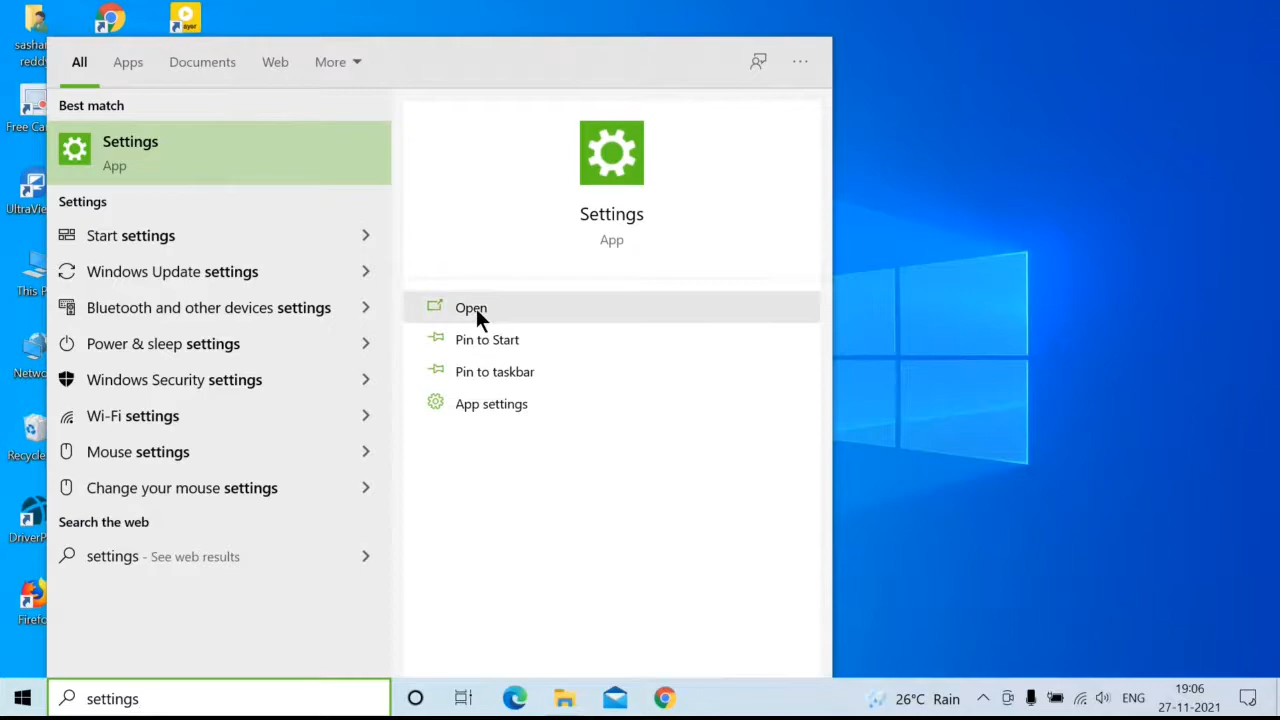 sasha
reddy
Free Ca
UltraVie
This P
Netwo
Recycle
DriverP
Firefo
All Apps Documents Web More
Best match
Settings
App
Settings
Start settings
Windows Update settings
Bluetooth and other devices settings
Power & sleep settings
Windows Security settings
Wi-Fi settings
Mouse settings
Change your mouse settings
Search the web
settings - See web results
Settings
App
Open
Pin to Start
Pin to taskbar
App settings
settings
26°C Rain
ENG
19:06
27-11-2021